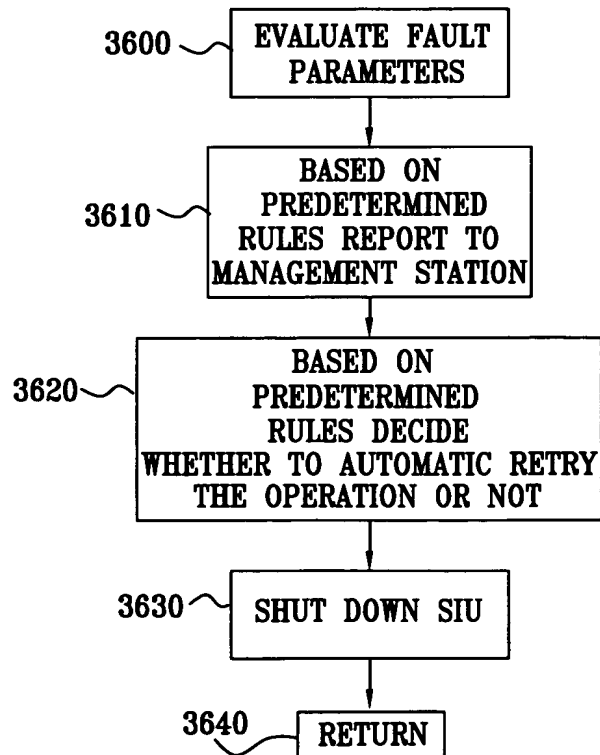 3600
EVALUATE FAULT
PARAMETERS
3610
BASED ON
PREDETERMINED
RULES REPORT TO
MANAGEMENT STATION
3620
BASED ON
PREDETERMINED
RULES DECIDE
WHETHER TO AUTOMATIC RETRY
THE OPERATION OR NOT
3630
SHUT DOWN SIU
3640
RETURN